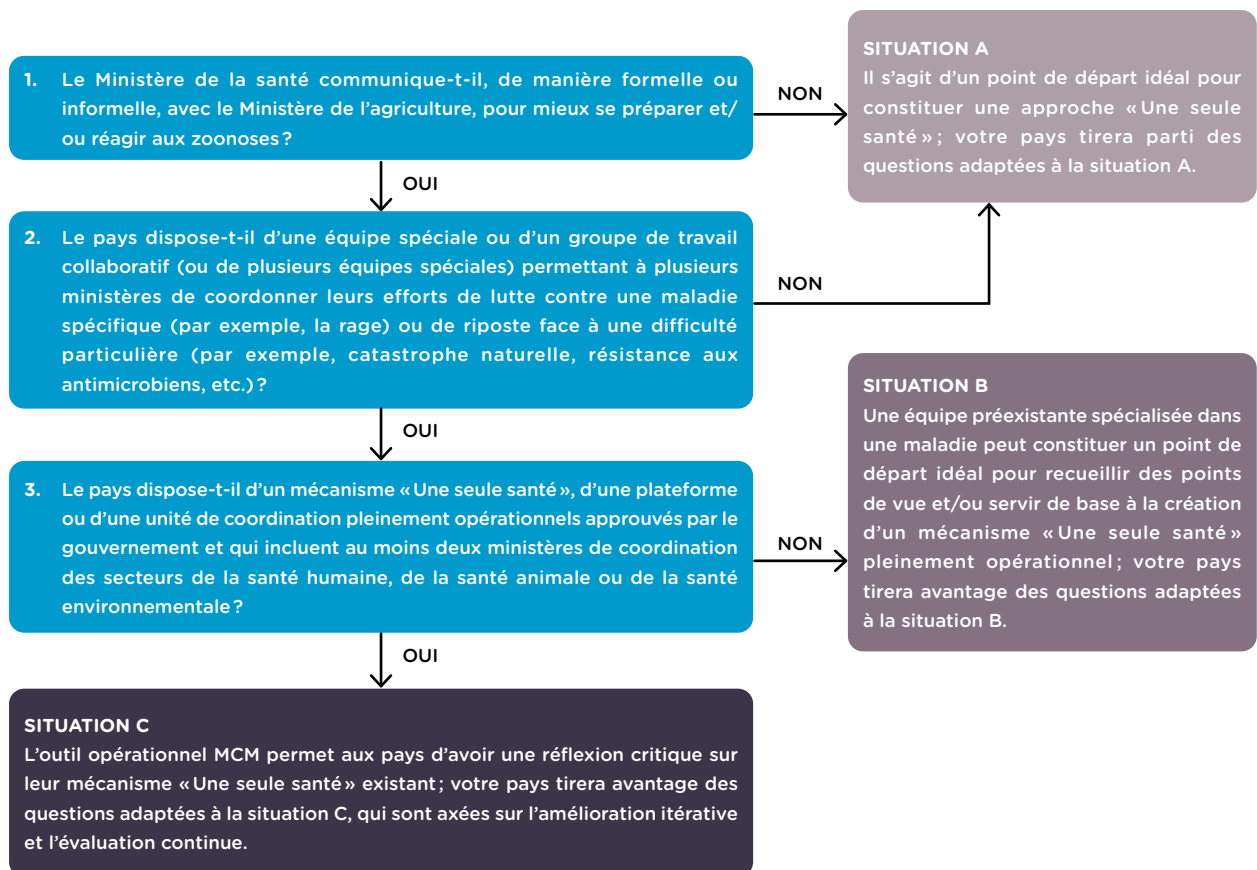 1. Le Ministère de la santé communique-t-il, de manière formelle ou
informelle, avec le Ministère de l'agriculture, pour mieux se préparer et/
ou réagir aux zoonoses ?
NON
SITUATION A
Il s'agit d'un point de départ idéal pour
constituer une approche « Une seule
santé » ; votre pays tirera parti des
questions adaptées à la situation A.
OUI
2. Le pays dispose-t-il d'une équipe spéciale ou d'un groupe de travail
collaboratif (ou de plusieurs équipes spéciales) permettant à plusieurs
ministères de coordonner leurs efforts de lutte contre une maladie
spécifique (par exemple, la rage) ou de riposte face à une difficulté
particulière (par exemple, catastrophe naturelle, résistance aux
antimicrobiens, etc.) ?
NON
OUI
3. Le pays dispose-t-il d'un mécanisme « Une seule santé », d'une plateforme
ou d'une unité de coordination pleinement opérationnels approuvés par le
gouvernement et qui incluent au moins deux ministères de coordination
des secteurs de la santé humaine, de la santé animale ou de la santé
environnementale ?
NON
SITUATION B
Une équipe préexistante spécialisée dans
une maladie peut constituer un point de
départ idéal pour recueillir des points
de vue et/ou servir de base à la création
d'un mécanisme « Une seule santé »
pleinement opérationnel ; votre pays
tirera avantage des questions adaptées
à la situation B.
OUI
SITUATION C
L'outil opérationnel MCM permet aux pays d'avoir une réflexion critique sur
leur mécanisme « Une seule santé » existant ; votre pays tirera avantage des
questions adaptées à la situation C, qui sont axées sur l'amélioration itérative
et l'évaluation continue.